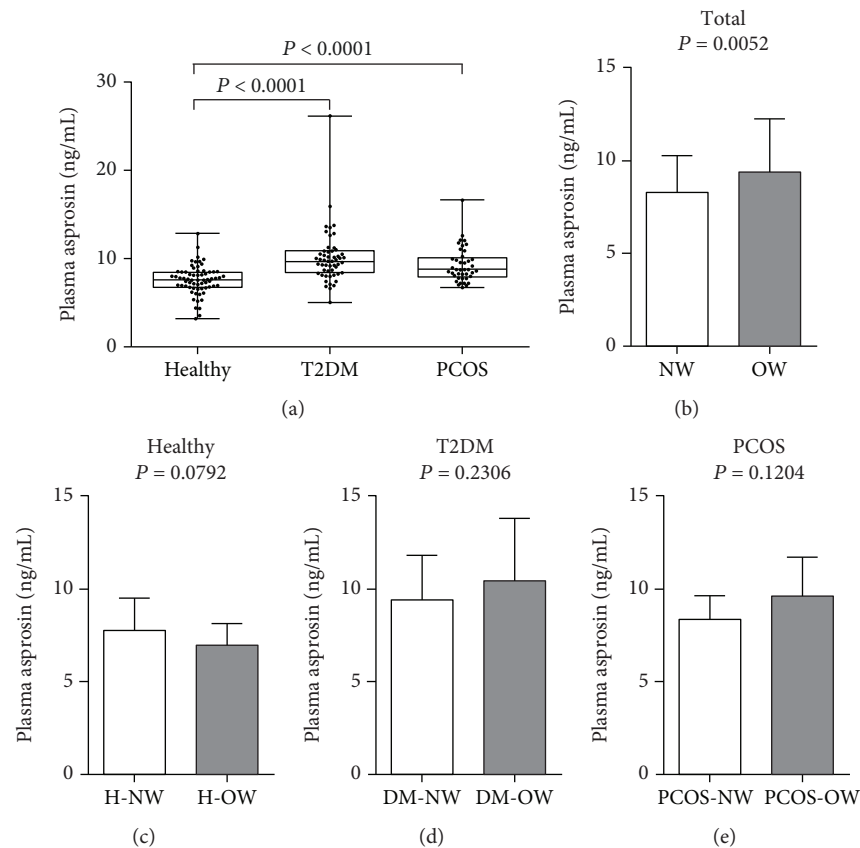 P < 0.0001
P < 0.0001
30
20
10
0
Plasma asprosin (ng/mL)
Healthy T2DM PCOS
(a)
Total
P = 0.0052
15
10
5
0
Plasma asprosin (ng/mL)
NW OW
(b)
Healthy
P = 0.0792
15
10
5
0
Plasma asprosin (ng/mL)
H-NW H-OW
(c)
T2DM
P = 0.2306
15
10
5
0
Plasma asprosin (ng/mL)
DM-NW DM-OW
(d)
PCOS
P = 0.1204
15
10
5
0
Plasma asprosin (ng/mL)
PCOS-NW PCOS-OW
(e)